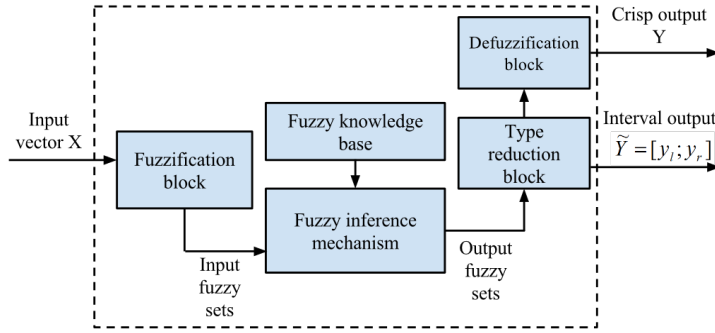 Input
vector X
Fuzzification
block
Input
fuzzy
sets
Fuzzy knowledge
base
Fuzzy inference
mechanism
Output
fuzzy
sets
Type
reduction
block
Defuzzification
block
Crisp output
Y
Interval output
Ỹ = [y_l ; y_r]